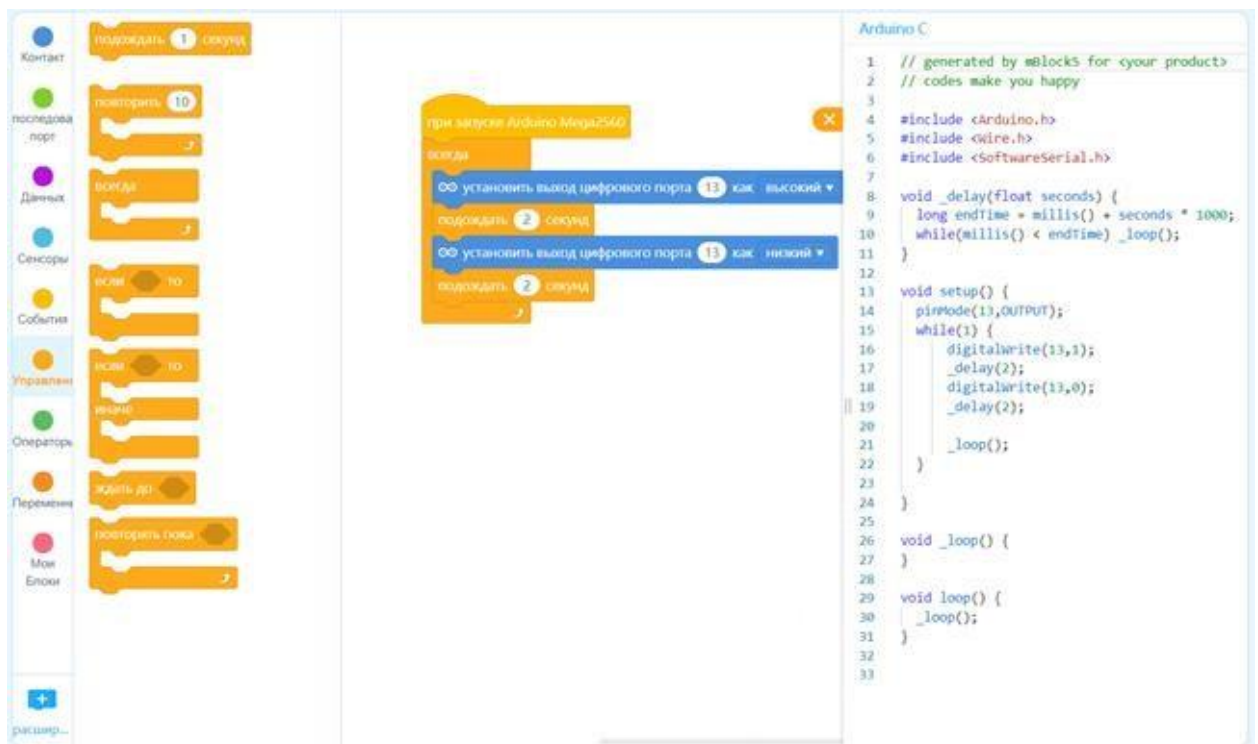 Контакт
последова
порт
Данных
Сенсоры
События
Управлени
Операторь
Переменн
Мои
Блоки
расшир...
подождать 1 секунд
повторить 10
всегда
если то
если то
иначе
ждать до
повторять пока
при запуске Arduino Mega2560
всегда
установить выход цифрового порта 13 как высокий
подождать 2 секунд
установить выход цифрового порта 13 как низкий
подождать 2 секунд
Arduino C
1 // generated by mBlock5 for <your product>
2 // codes make you happy
3
4 #include <Arduino.h>
5 #include <Wire.h>
6 #include <SoftwareSerial.h>
7
8 void _delay(float seconds) {
9 long endTime = millis() + seconds * 1000;
10 while(millis() < endTime) _loop();
11 }
12
13 void setup() {
14 pinMode(13,OUTPUT);
15 while(1) {
16 digitalWrite(13,1);
17 _delay(2);
18 digitalWrite(13,0);
19 _delay(2);
20
21 _loop();
22 }
23
24 }
25
26 void _loop() {
27 }
28
29 void loop() {
30 _loop();
31 }
32
33